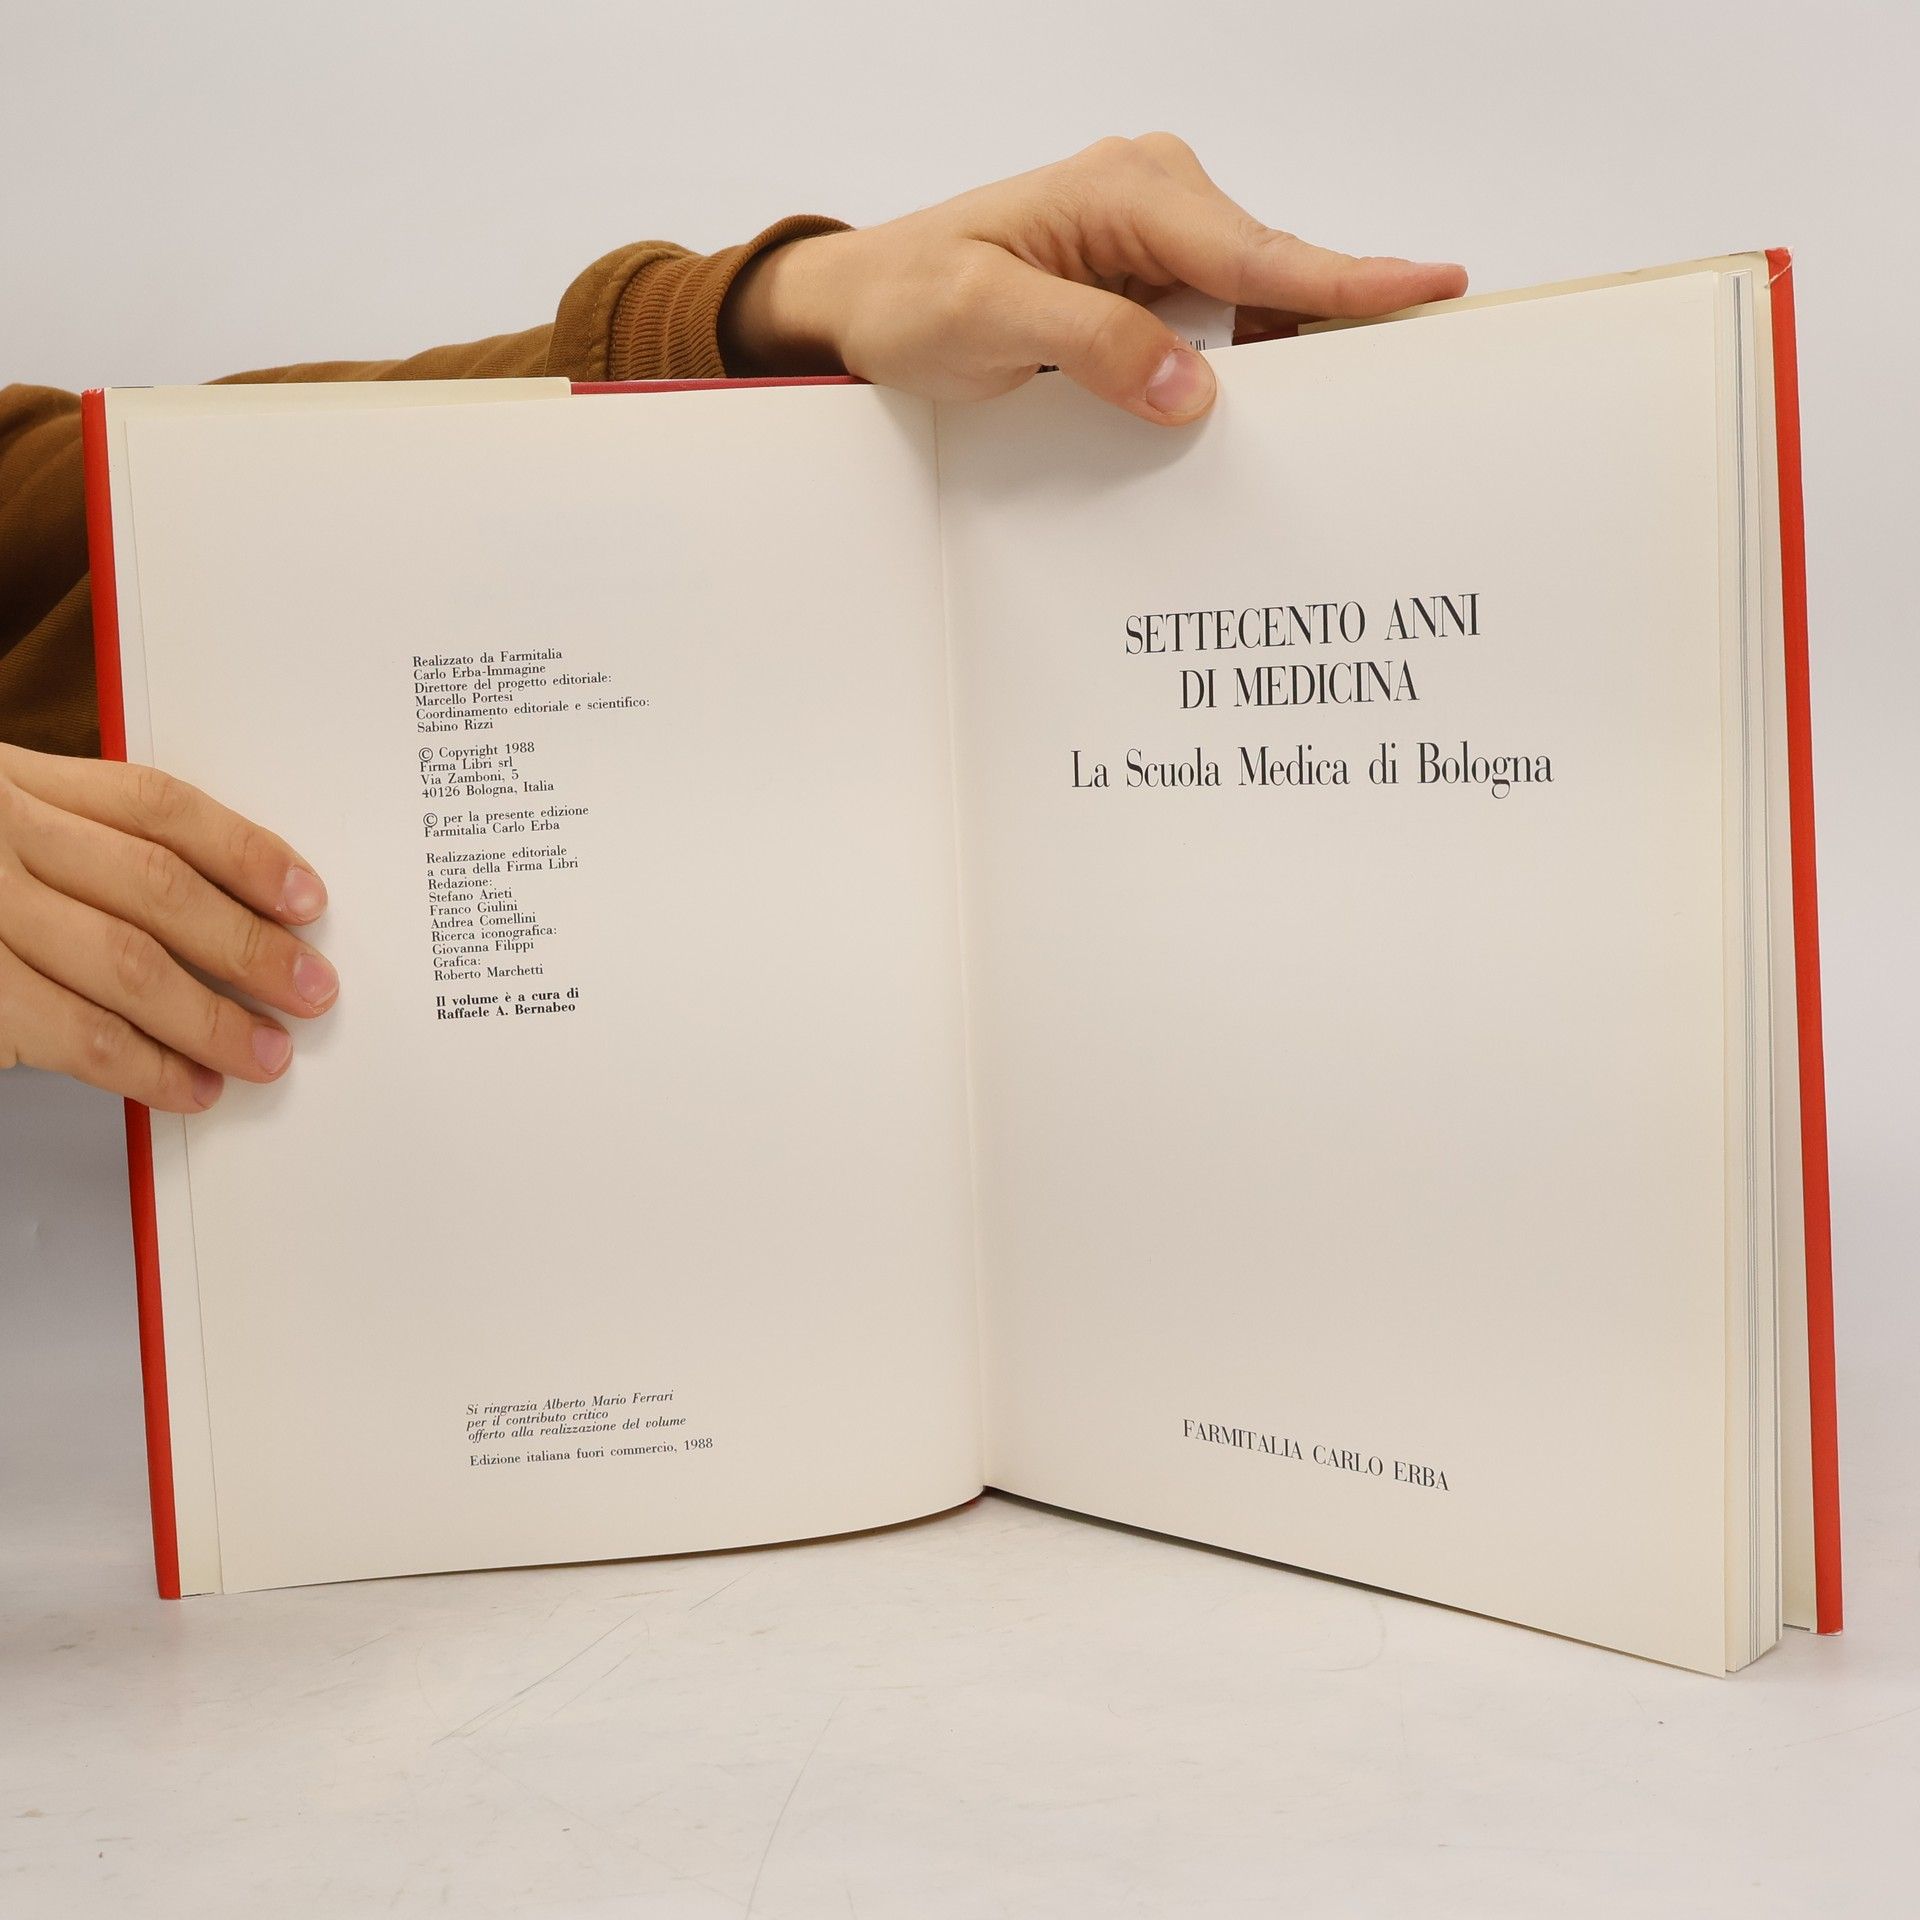 Realizzato da Farmitalia
Carlo Erba-Immagine
Direttore del progetto editoriale:
Marcello Portesi
Coordinamento editoriale e scientifico:
Sabino Rizzi
© Copyright 1988
Firma Libri srl
Via Zamboni, 5
40126 Bologna, Italia
© per la presente edizione
Farmitalia Carlo Erba
Realizzazione editoriale
a cura della Firma Libri
Redazione:
Stefano Arieti
Franco Giulini
Andrea Comellini
Ricerca iconografica:
Giovanna Filippi
Grafica:
Roberto Marchetti
Il volume è a cura di
Raffaele A. Bernabeo
Si ringrazia Alberto Mario Ferrari
per il contributo critico
offerto alla realizzazione del volume
Edizione italiana fuori commercio, 1988
SETTECENTO ANNI
DI MEDICINA
La Scuola Medica di Bologna
FARMITALIA CARLO ERBA